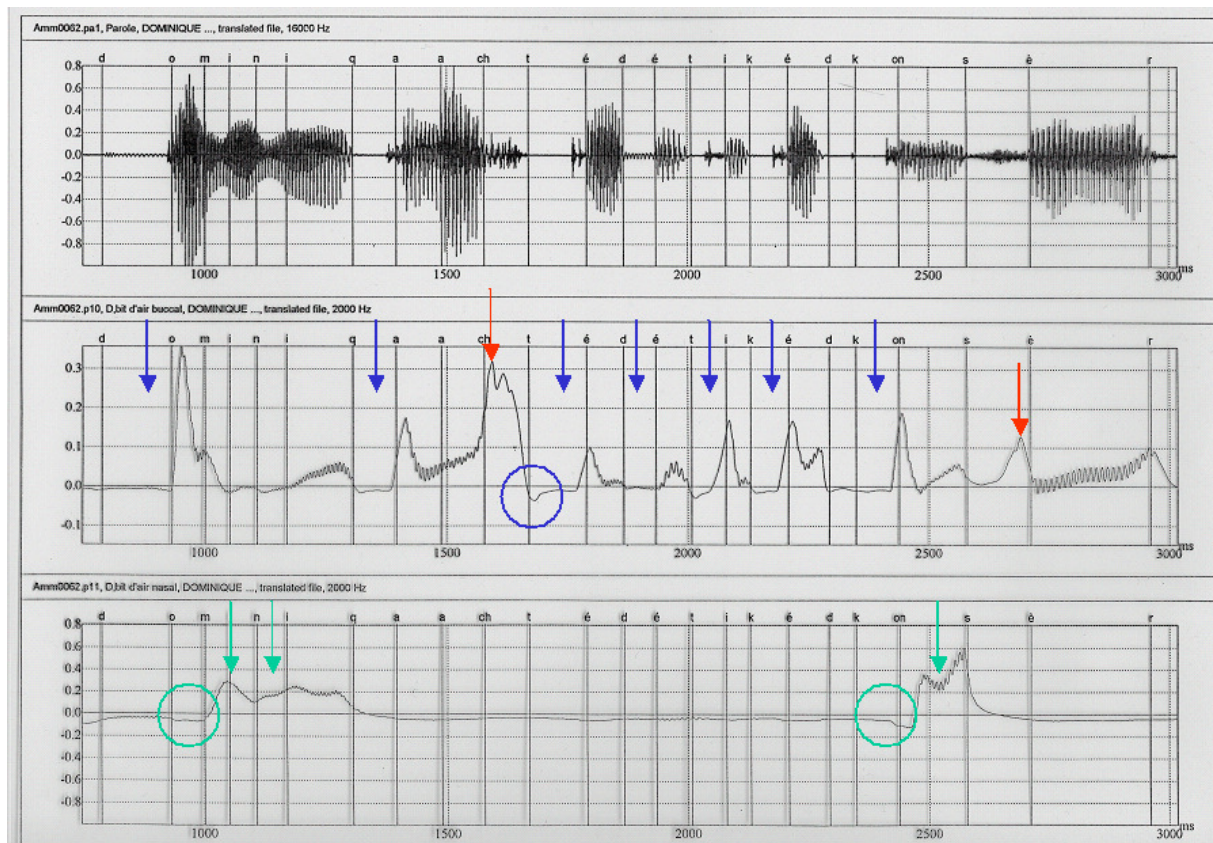 Amm0062.pa1, Parole, DOMINIQUE ..., translated file, 16000 Hz
d o m i n i q a a ch t é d é t i k é d k on s è r
0.8
0.6
0.4
0.2
0.0
-0.2
-0.4
-0.6
-0.8
1000 1500 2000 2500 3000 ms
Amm0062.p10, D,bit d'air buccal, DOMINIQUE ..., translated file, 2000 Hz
d o m i n i q a a ch t é d é t i k é d k on s è r
0.3
0.2
0.1
0.0
-0.1
1000 1500 2000 2500 3000 ms
Amm0062.p11, D,bit d'air nasal, DOMINIQUE ..., translated file, 2000 Hz
d o m i n i q a a ch t é d é t i k é d k on s è r
0.8
0.6
0.4
0.2
0.0
-0.2
-0.4
-0.6
-0.8
1000 1500 2000 2500 3000 ms